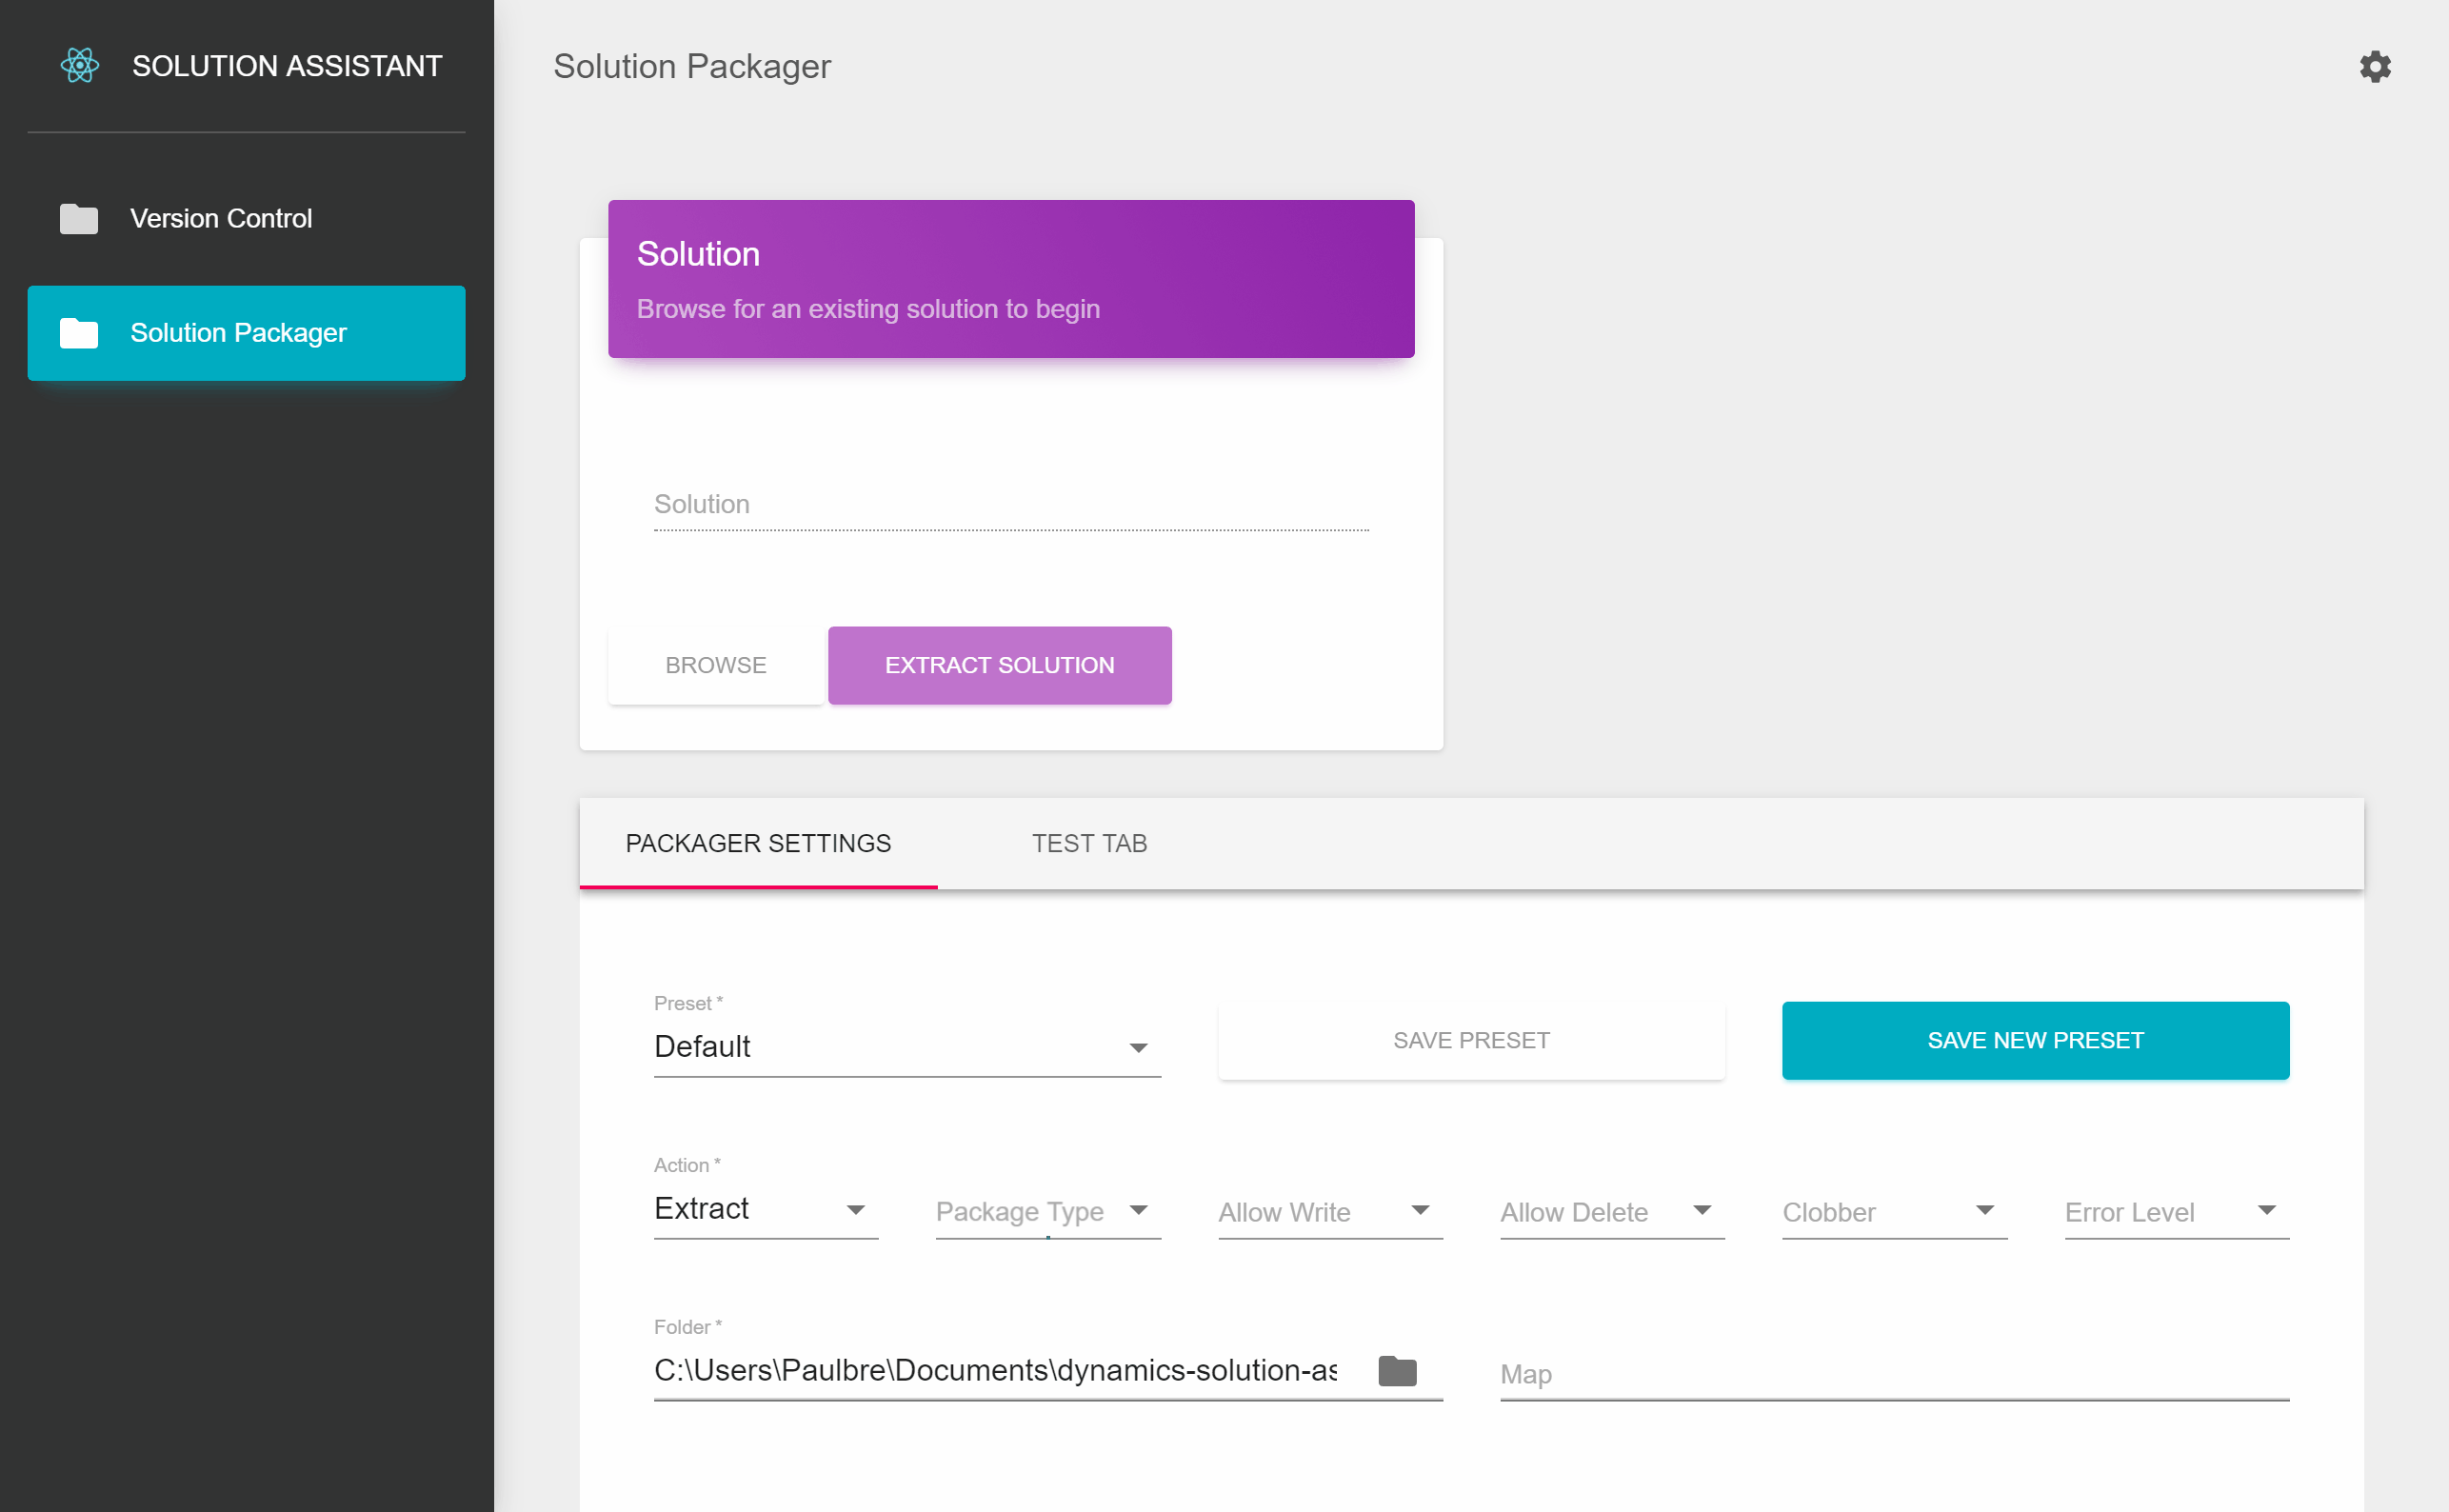 SOLUTION ASSISTANT
Version Control
Solution Packager
Solution Packager
Solution
Browse for an existing solution to begin
Solution
BROWSE
EXTRACT SOLUTION
PACKAGER SETTINGS
TEST TAB
Preset *
Default
SAVE PRESET
SAVE NEW PRESET
Action *
Extract
Package Type
Allow Write
Allow Delete
Clobber
Error Level
Folder *
C:\Users\Paulbre\Documents\dynamics-solution-as
Map